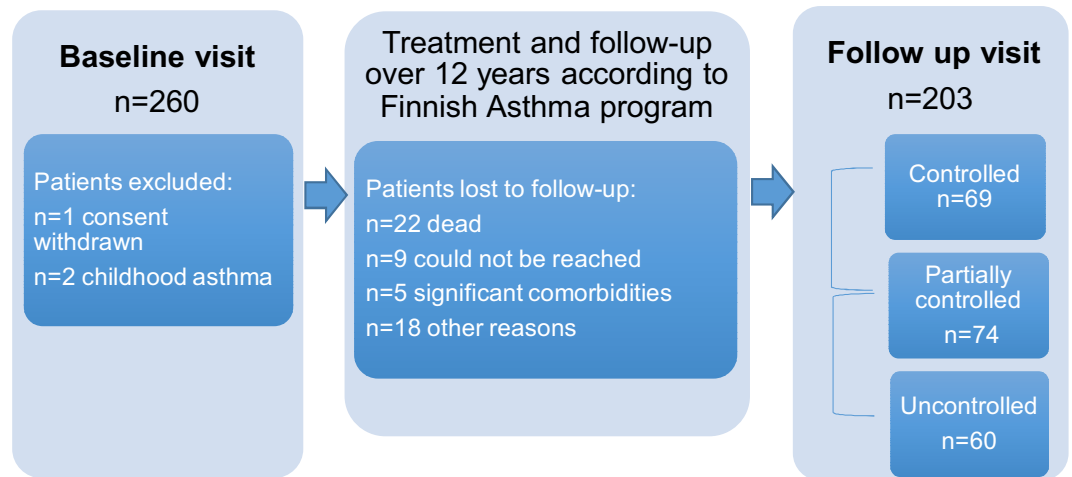 Baseline visit
n=260
Patients excluded:
n=1 consent
withdrawn
n=2 childhood asthma
Treatment and follow-up
over 12 years according to
Finnish Asthma program
Patients lost to follow-up:
n=22 dead
n=9 could not be reached
n=5 significant comorbidities
n=18 other reasons
Follow up visit
n=203
Controlled
n=69
Partially
controlled
n=74
Uncontrolled
n=60